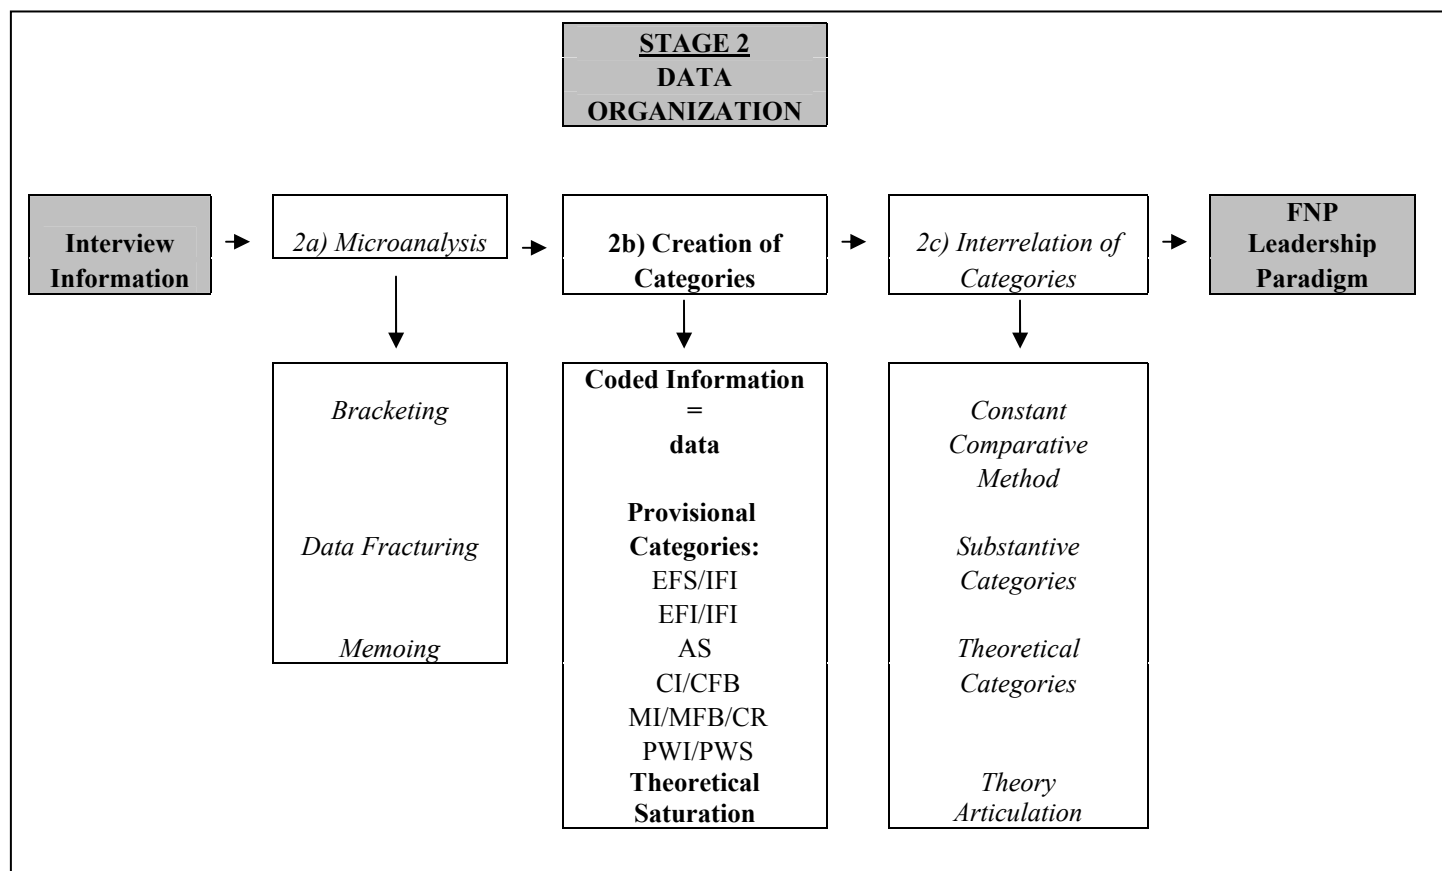 STAGE 2
DATA
ORGANIZATION
Interview
Information
2a) Microanalysis
2b) Creation of
Categories
2c) Interrelation of
Categories
FNP
Leadership
Paradigm
Bracketing
Data Fracturing
Memoing
Coded Information
=
data
Provisional
Categories:
EFS/IFI
EFI/IFI
AS
CI/CFB
MI/MFB/CR
PWI/PWS
Theoretical
Saturation
Constant
Comparative
Method
Substantive
Categories
Theoretical
Categories
Theory
Articulation